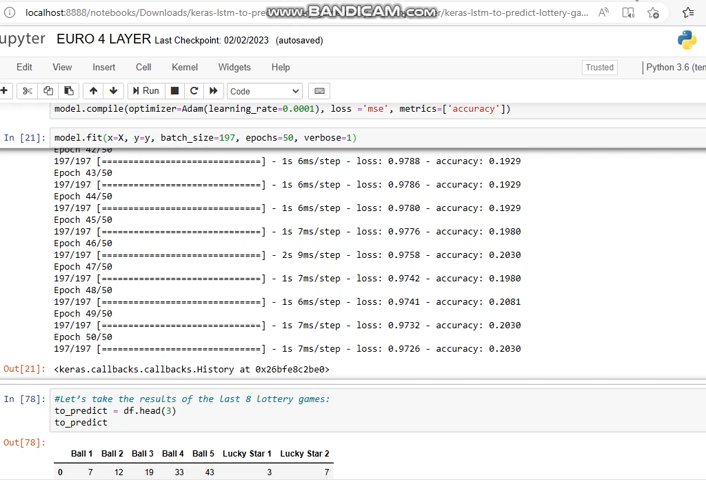 localhost:8888/notebooks/Downloads/keras-lstm-to-pre
www.BANDICAM.com
/keras-lstm-to-predict-lottery-ga...
upyter EURO 4 LAYER Last Checkpoint: 02/02/2023 (autosaved)
Edit View Insert Cell Kernel Widgets Help Trusted Python 3.6 (ten
Run Code
model.compile(optimizer=Adam(learning_rate=0.0001), loss ='mse', metrics=['accuracy'])
In [21]: model.fit(x=X, y=y, batch_size=197, epochs=50, verbose=1)
Epoch 42/50
197/197 [==============================] - 1s 6ms/step - loss: 0.9788 - accuracy: 0.1929
Epoch 43/50
197/197 [==============================] - 1s 6ms/step - loss: 0.9786 - accuracy: 0.1929
Epoch 44/50
197/197 [==============================] - 1s 6ms/step - loss: 0.9780 - accuracy: 0.1929
Epoch 45/50
197/197 [==============================] - 1s 7ms/step - loss: 0.9776 - accuracy: 0.1980
Epoch 46/50
197/197 [==============================] - 2s 9ms/step - loss: 0.9758 - accuracy: 0.2030
Epoch 47/50
197/197 [==============================] - 1s 7ms/step - loss: 0.9742 - accuracy: 0.1980
Epoch 48/50
197/197 [==============================] - 1s 6ms/step - loss: 0.9741 - accuracy: 0.2081
Epoch 49/50
197/197 [==============================] - 1s 7ms/step - loss: 0.9732 - accuracy: 0.2030
Epoch 50/50
197/197 [==============================] - 1s 7ms/step - loss: 0.9726 - accuracy: 0.2030
Out[21]: <keras.callbacks.callbacks.History at 0x26bfe8c2be0>
In [78]: #Let's take the results of the last 8 lottery games:
to_predict = df.head(3)
to_predict
Out[78]:
Ball 1 Ball 2 Ball 3 Ball 4 Ball 5 Lucky Star 1 Lucky Star 2
0 7 12 19 33 43 3 7